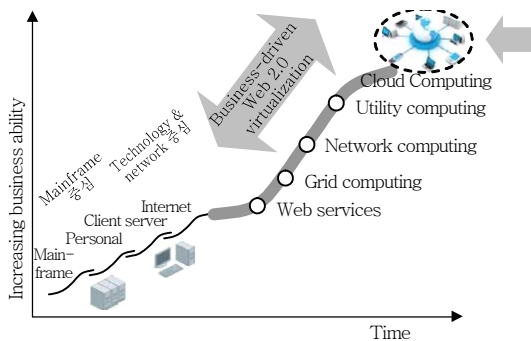 Increasing business ability
Mainframe
중심
Technology &
network 중심
Business-driven
Web 2.0
virtualization
Cloud Computing
Utility computing
Network computing
Grid computing
Web services
Internet
Client server
Personal
Main-
frame
Time